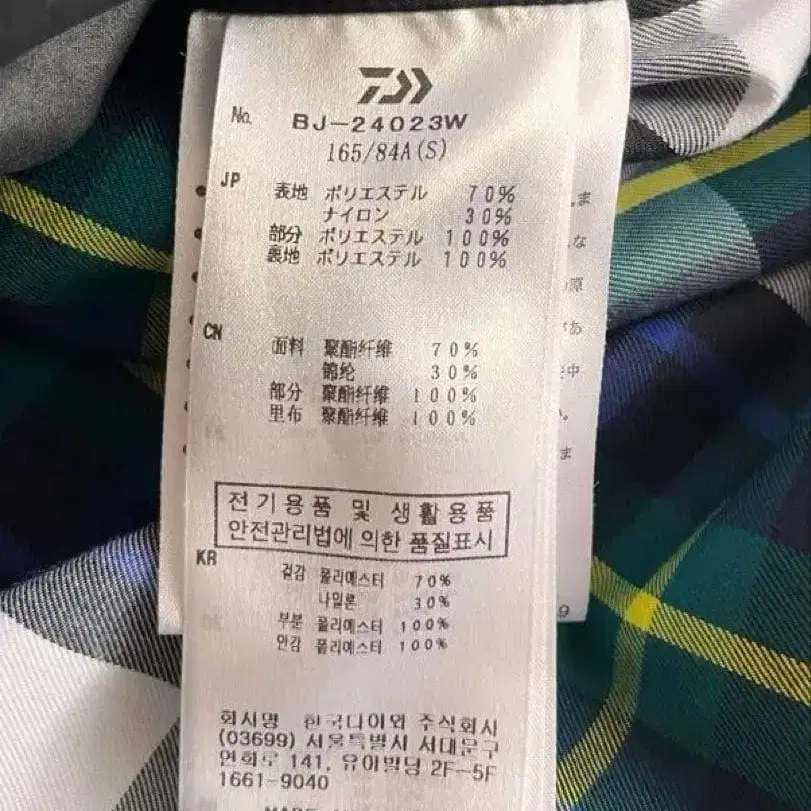 No. BJ-24023W
165/84A(S)
JP
表地 ポリエステル 70%
ナイロン 30%
部分 ポリエステル 100%
裏地 ポリエステル 100%
CN
面料 聚酯纤维 70%
锦纶 30%
部分 聚酯纤维 100%
里布 聚酯纤维 100%
전기용품 및 생활용품
안전관리법에 의한 품질표시
KR
겉감 폴리에스터 70%
나일론 30%
부분 폴리에스터 100%
안감 폴리에스터 100%
회사명 한국다이와 주식회사
(03699) 서울특별시 서대문구
연희로 141, 유아빌딩 2F-5F
1661-9040